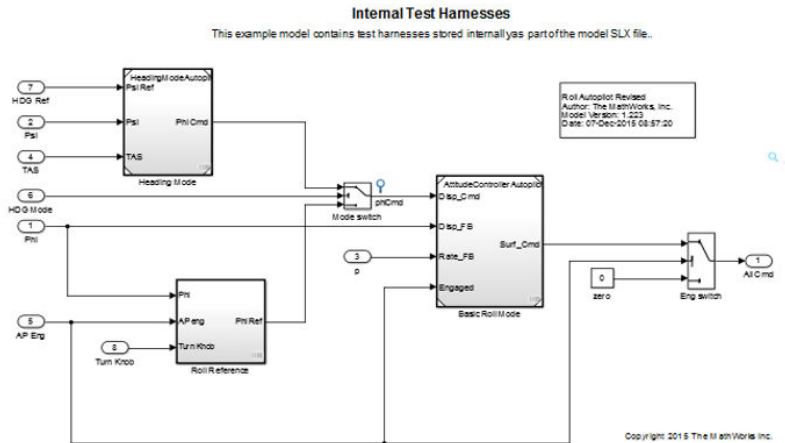 Internal Test Harnesses
This example model contains test harnesses stored internally as part of the model SLX file..
HeadingModeAutopil
7
HDG Ref
Psi Ref
2
Psi
Psi
Phi Cmd
4
TAS
TAS
Heading Mode
Roll Autopilot Revised
Author: The MathWorks, Inc.
Model Version: 1.223
Date: 07-Dec-2015 08:57:20
6
HDG Mode
Mode switch
phiCmd
AttitudeController Autopilot
Disp_Cmd
1
Phi
Disp_FB
Surf_Cmd
3
p
Rate_FB
Engaged
Basic Roll Mode
0
zero
Eng switch
1
Ail Cmd
Phi
5
AP Eng
AP eng
Phi Ref
8
Turn Knob
Turn Knob
Roll Reference
Copyright 2015 The MathWorks Inc.